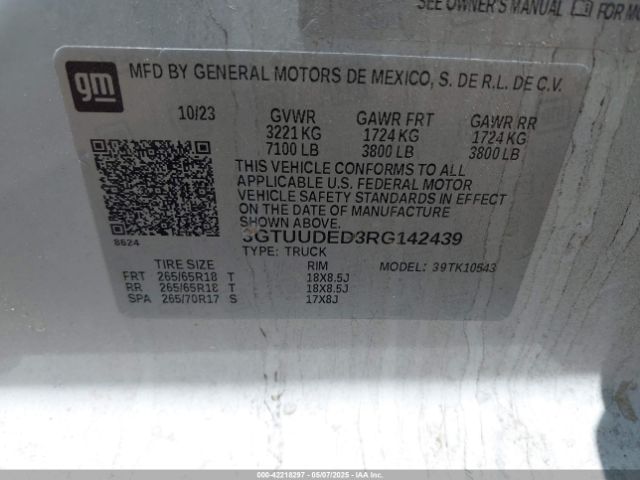 SEE OWNER'S MANUAL FOR MO
gm
MFD BY GENERAL MOTORS DE MEXICO, S. DE R.L. DE C.V.
10/23 GVWR GAWR FRT GAWR RR
3221 KG 1724 KG 1724 KG
7100 LB 3800 LB 3800 LB
THIS VEHICLE CONFORMS TO ALL
APPLICABLE U.S. FEDERAL MOTOR
VEHICLE SAFETY STANDARDS IN EFFECT
ON THE DATE OF MANUFACTURE
SHOWN ABOVE.
8624
3GTUUDED3RG142439
TYPE: TRUCK MODEL: 39TK10543
TIRE SIZE RIM
FRT 265/65R18 T 18X8.5J
RR 265/65R18 T 18X8.5J
SPA 265/70R17 S 17X8J
000-42218297 - 05/07/2025 - IAAI.com